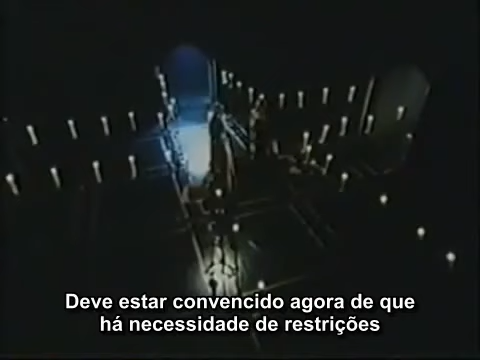 Deve estar convencido agora de que
há necessidade de restrições